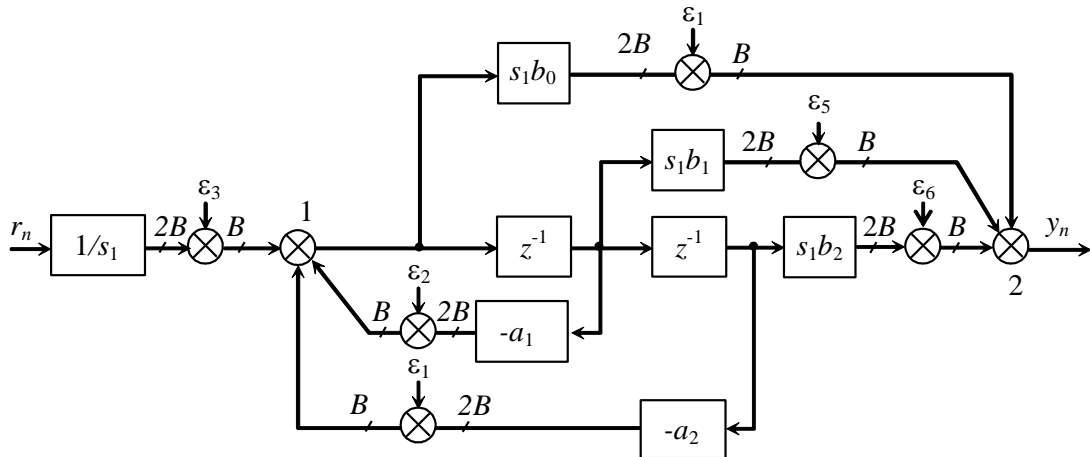 ε₁
2B B
s₁b₀
ε₅
2B B
s₁b₁
ε₃
ε₆
rₙ 1/s₁ 2B B 1 z⁻¹ z⁻¹ s₁b₂ 2B B yₙ
2
ε₂
B 2B -a₁
ε₁
B 2B -a₂